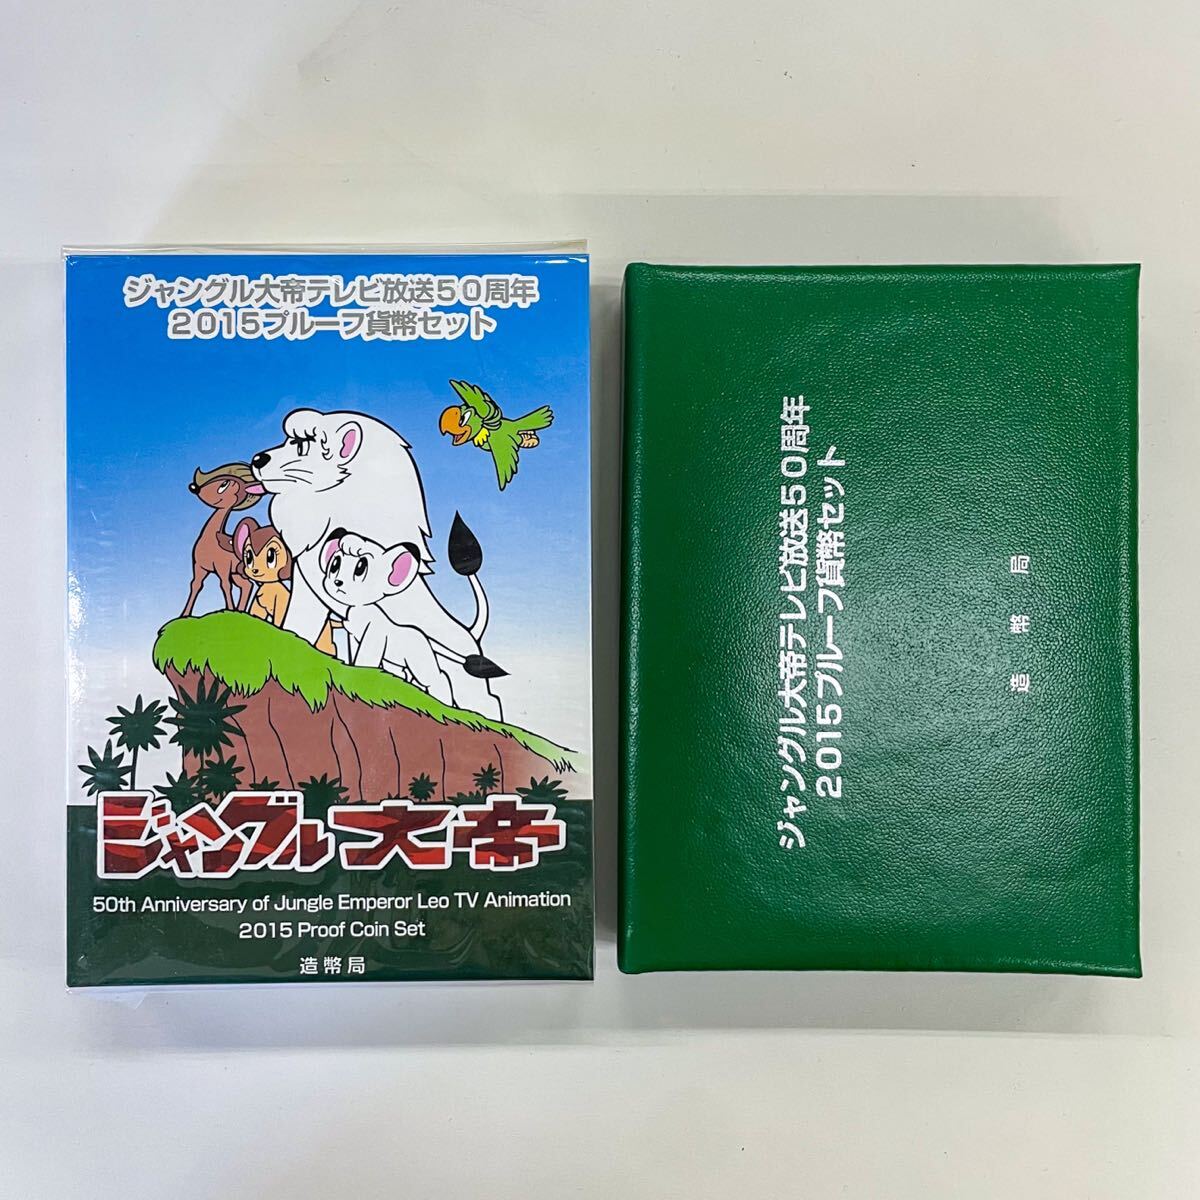 ジャングル大帝テレビ放送50周年
2015プルーフ貨幣セット
ジャングル大帝
50th Anniversary of Jungle Emperor Leo TV Animation
2015 Proof Coin Set
造幣局
ジャングル大帝テレビ放送50周年
2015プルーフ貨幣セット
造幣局